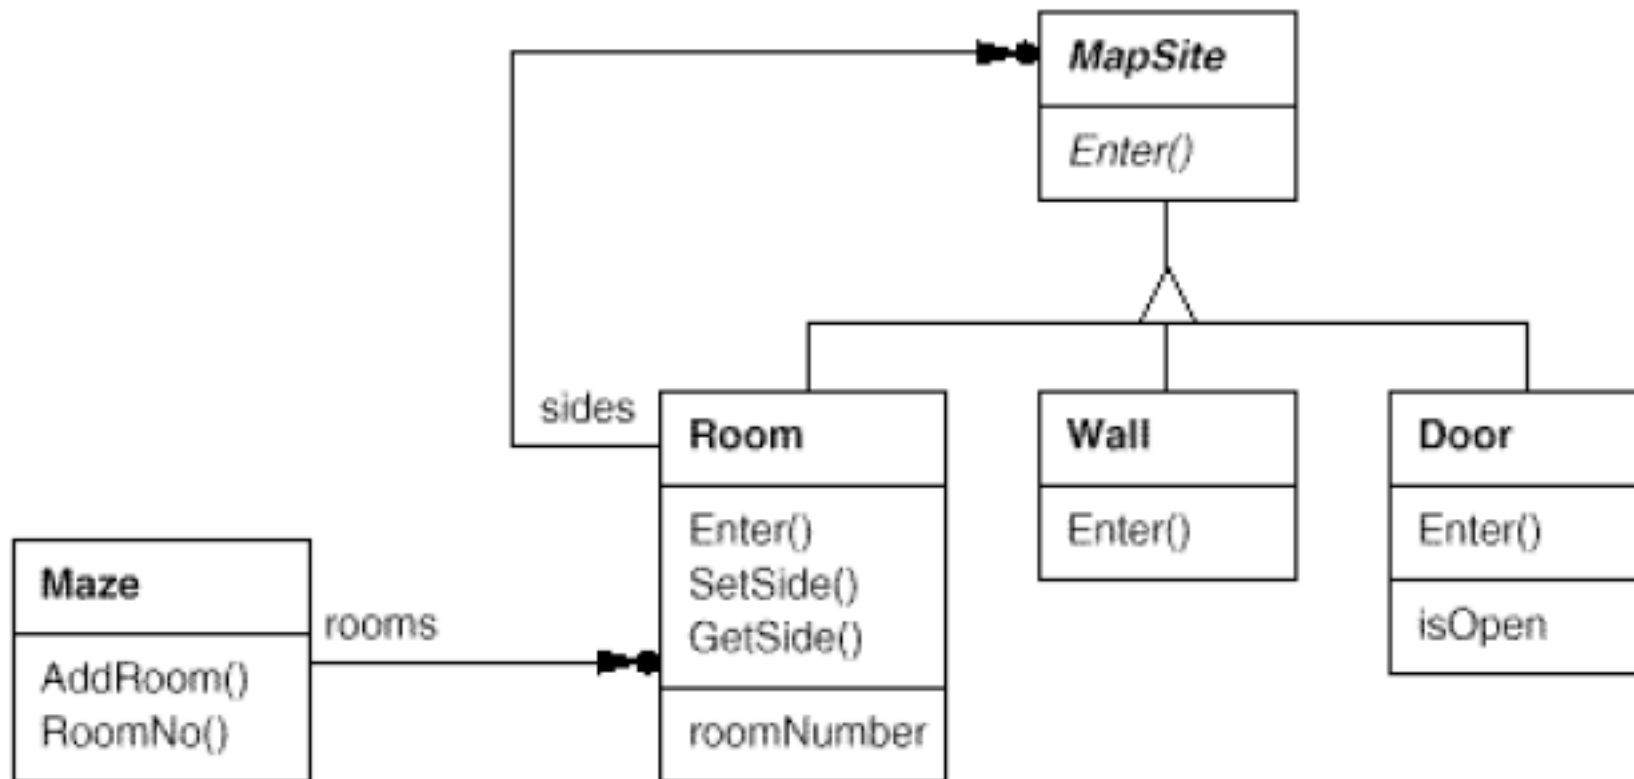 MapSite
Enter()
sides
Room
Enter()
SetSide()
GetSide()
roomNumber
Wall
Enter()
Door
Enter()
isOpen
Maze
rooms
AddRoom()
RoomNo()